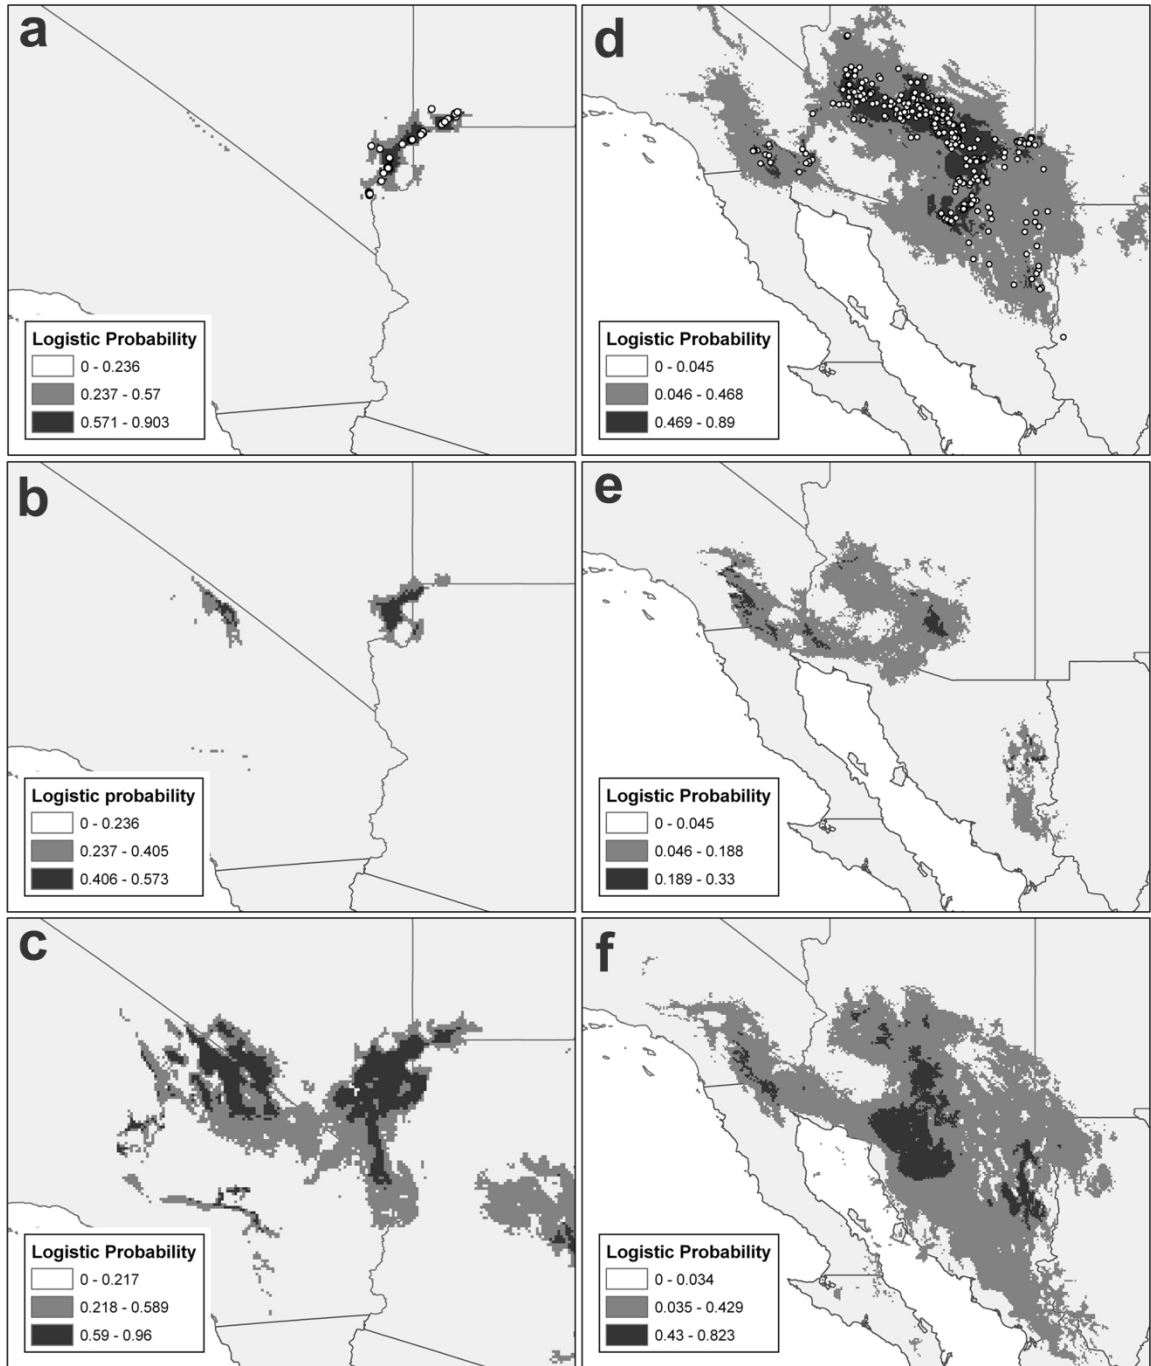 a
Logistic Probability
0 - 0.236
0.237 - 0.57
0.571 - 0.903
d
Logistic Probability
0 - 0.045
0.046 - 0.468
0.469 - 0.89
b
Logistic probability
0 - 0.236
0.237 - 0.405
0.406 - 0.573
e
Logistic Probability
0 - 0.045
0.046 - 0.188
0.189 - 0.33
c
Logistic Probability
0 - 0.217
0.218 - 0.589
0.59 - 0.96
f
Logistic Probability
0 - 0.034
0.035 - 0.429
0.43 - 0.823